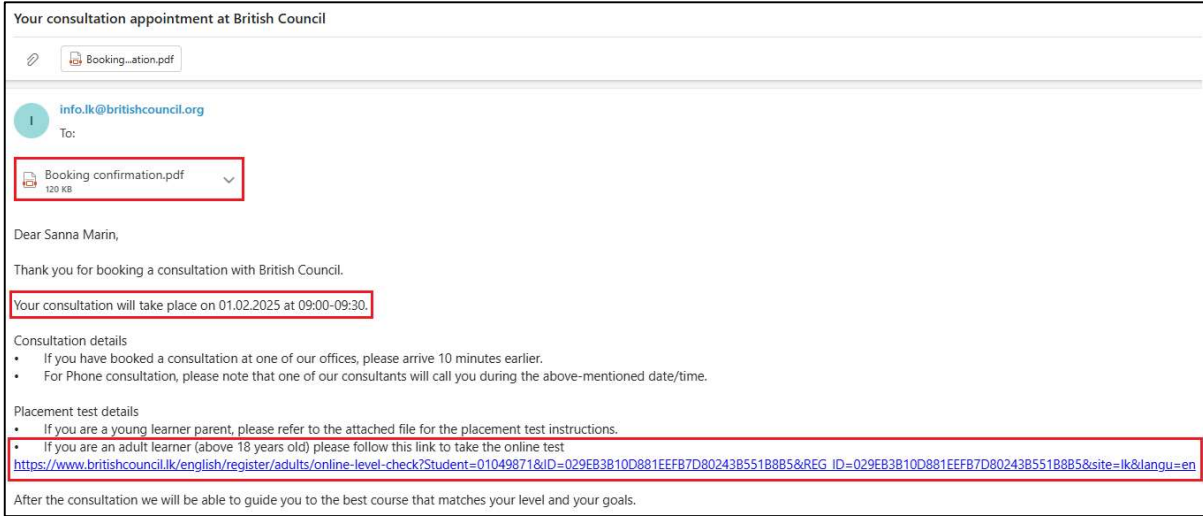 Your consultation appointment at British Council
Booking...ation.pdf
I
info.lk@britishcouncil.org
To:
Booking confirmation.pdf
120 KB
Dear Sanna Marin,
Thank you for booking a consultation with British Council.
Your consultation will take place on 01.02.2025 at 09:00-09:30.
Consultation details
• If you have booked a consultation at one of our offices, please arrive 10 minutes earlier.
• For Phone consultation, please note that one of our consultants will call you during the above-mentioned date/time.
Placement test details
• If you are a young learner parent, please refer to the attached file for the placement test instructions.
• If you are an adult learner (above 18 years old) please follow this link to take the online test
https://www.britishcouncil.lk/english/register/adults/online-level-check?Student=01049871&ID=029EB3B10D881EEFB7D80243B551B8B5&REG_ID=029EB3B10D881EEFB7D80243B551B8B5&site=lk&langu=en
After the consultation we will be able to guide you to the best course that matches your level and your goals.